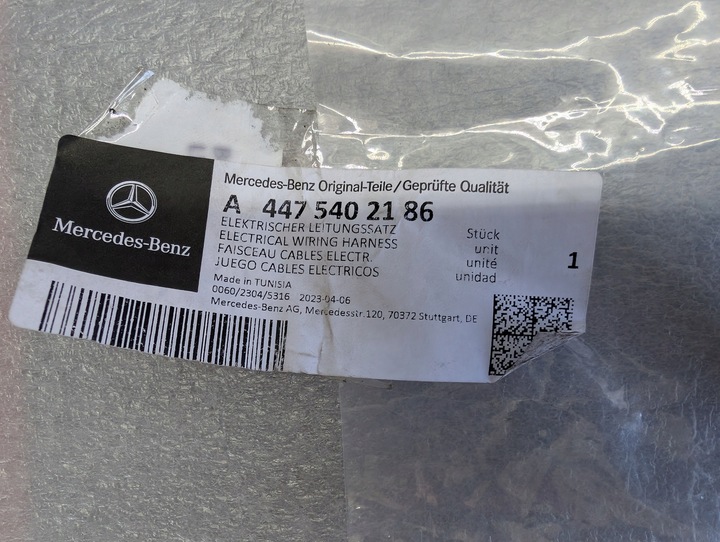 Mercedes-Benz
Mercedes-Benz Original-Teile/Geprüfte Qualität
A 447 540 21 86
ELEKTRISCHER LEITUNGSSATZ
ELECTRICAL WIRING HARNESS
FAISCEAU CABLES ELECTR.
JUEGO CABLES ELECTRICOS
Stück
unit
unité
unidad
1
Made in TUNISIA
0060/2304/5316 2023-04-06
Mercedes-Benz AG, Mercedesstr.120, 70372 Stuttgart, DE